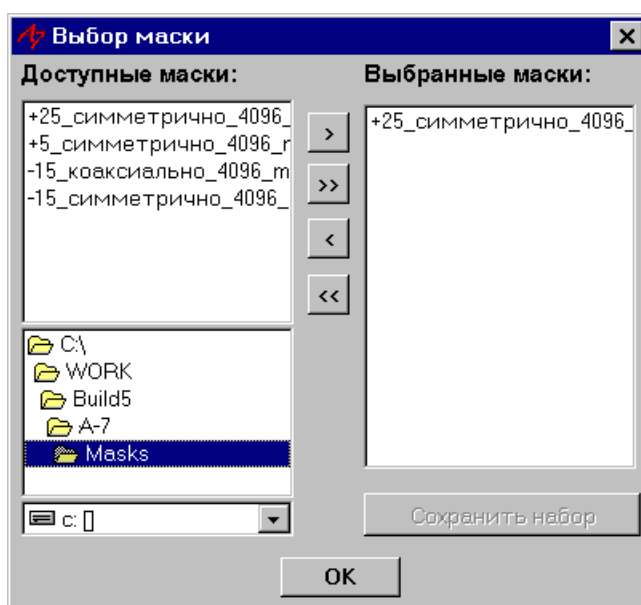 Выбор маски
Доступные маски:
+25_симметрично_4096_
+5_симметрично_4096_r
-15_коаксиально_4096_m
-15_симметрично_4096_
C:\
WORK
Build5
A-7
Masks
c: []
>
>>
<
<<
Выбранные маски:
+25_симметрично_4096_
Сохранить набор
OK